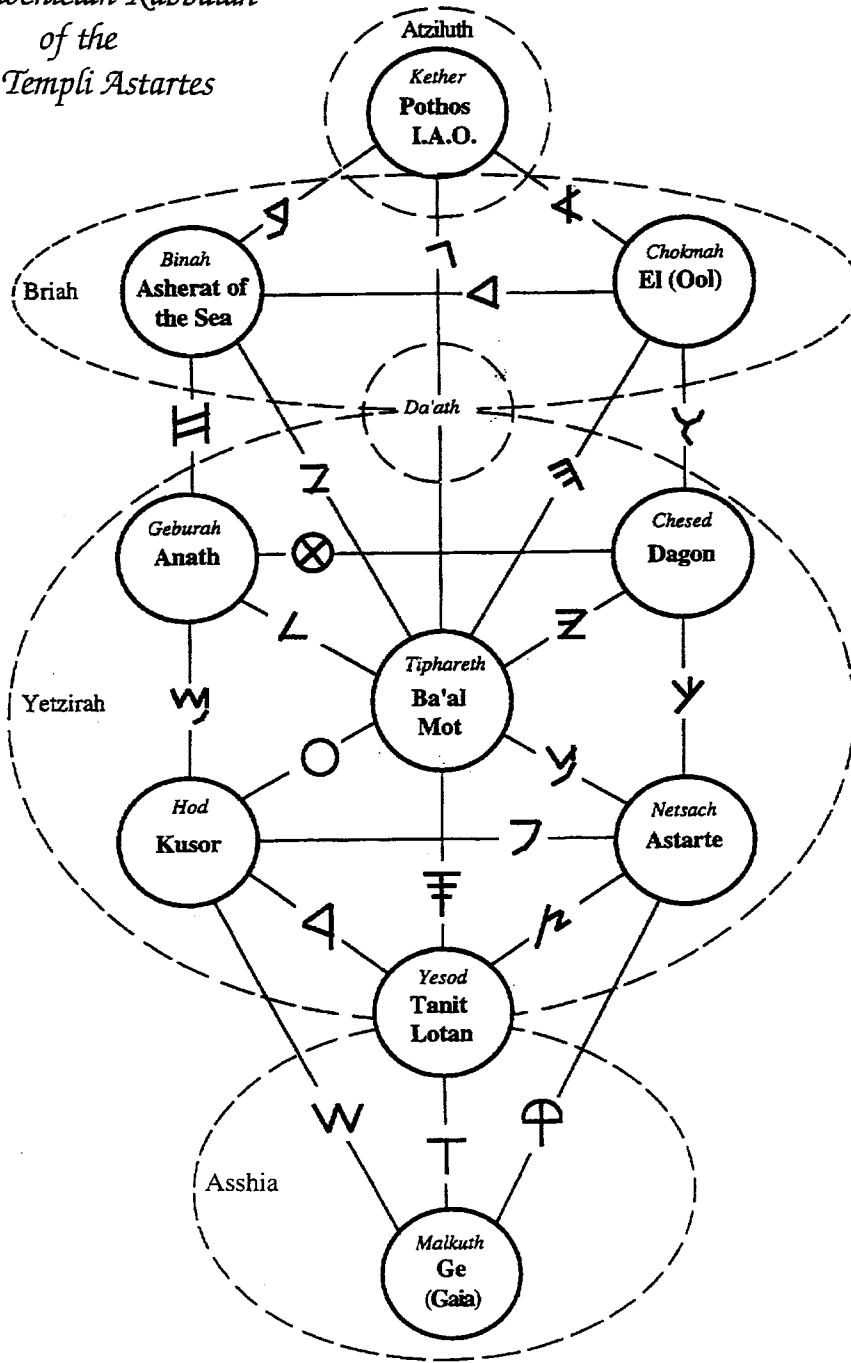 Kabbalah
of the
Templi Astartes
Atziluth
Kether
Pothos
I.A.O.
𐤁
𐤀
𐤂
Binah
Asherat of
the Sea
Chokmah
El (Ool)
Briah
𐤃
Da'ath
𐤇
𐤅
𐤆
𐤄
Geburah
Anath
𐤈
Chesed
Dagon
𐤋
𐤉
Tiphareth
Ba'al
Mot
Yetzirah
𐤌
𐤊
𐤏
𐤍
Hod
Kusor
𐤐
Netsach
Astarte
𐤎
𐤓
𐤑
Yesod
Tanit
Lotan
𐤔
𐤕
𐤒
Asshia
Malkuth
Ge
(Gaia)